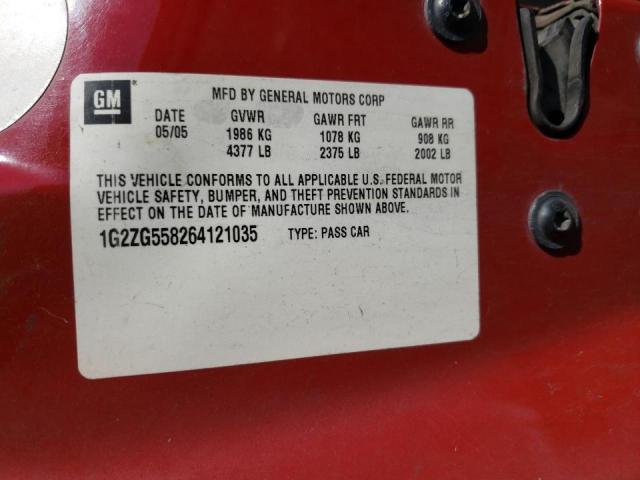 GM
MFD BY GENERAL MOTORS CORP
DATE GVWR GAWR FRT GAWR RR
05/05 1986 KG 1078 KG 908 KG
4377 LB 2375 LB 2002 LB
THIS VEHICLE CONFORMS TO ALL APPLICABLE U.S. FEDERAL MOTOR
VEHICLE SAFETY, BUMPER, AND THEFT PREVENTION STANDARDS IN
EFFECT ON THE DATE OF MANUFACTURE SHOWN ABOVE.
1G2ZG558264121035 TYPE: PASS CAR